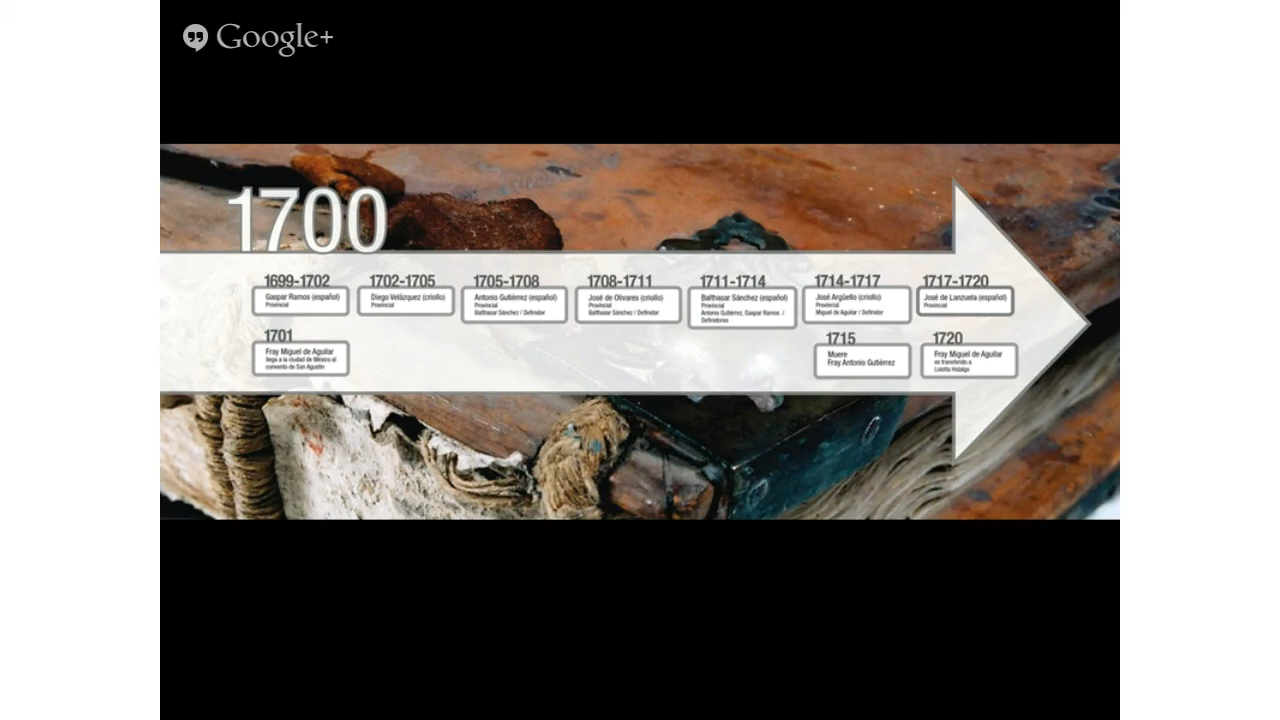 Google+
1700
1699-1702
Gaspar Ramos (español)
Provincial
1702-1705
Diego Velázquez (criollo)
Provincial
1705-1708
Antonio Gutiérrez (español)
Provincial
Balthasar Sánchez / Definidor
1708-1711
José de Olivares (criollo)
Provincial
Balthasar Sánchez / Definidor
1711-1714
Balthasar Sánchez (español)
Provincial
Antonio Gutiérrez, Gaspar Ramos /
Definidores
1714-1717
José Argüello (criollo)
Provincial
Miguel de Aguilar / Definidor
1717-1720
José de Lanzuela (español)
Provincial
1701
Fray Miguel de Aguilar
llega a la ciudad de México al
convento de San Agustín
1715
Muere
Fray Antonio Gutiérrez
1720
Fray Miguel de Aguilar
es transferido a
Lolotla Hidalgo